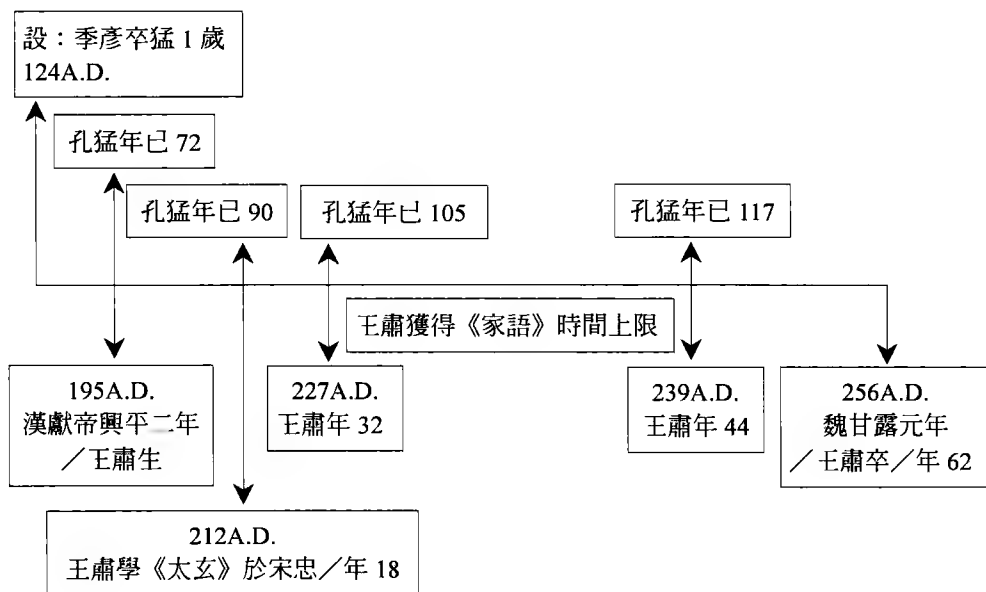 設：季彥卒猛 1 歲
124A.D.
孔猛年已 72
孔猛年已 90
孔猛年已 105
孔猛年已 117
王肅獲得《家語》時間上限
195A.D.
漢獻帝興平二年
／王肅生
227A.D.
王肅年 32
239A.D.
王肅年 44
256A.D.
魏甘露元年
／王肅卒／年 62
212A.D.
王肅學《太玄》於宋忠／年 18